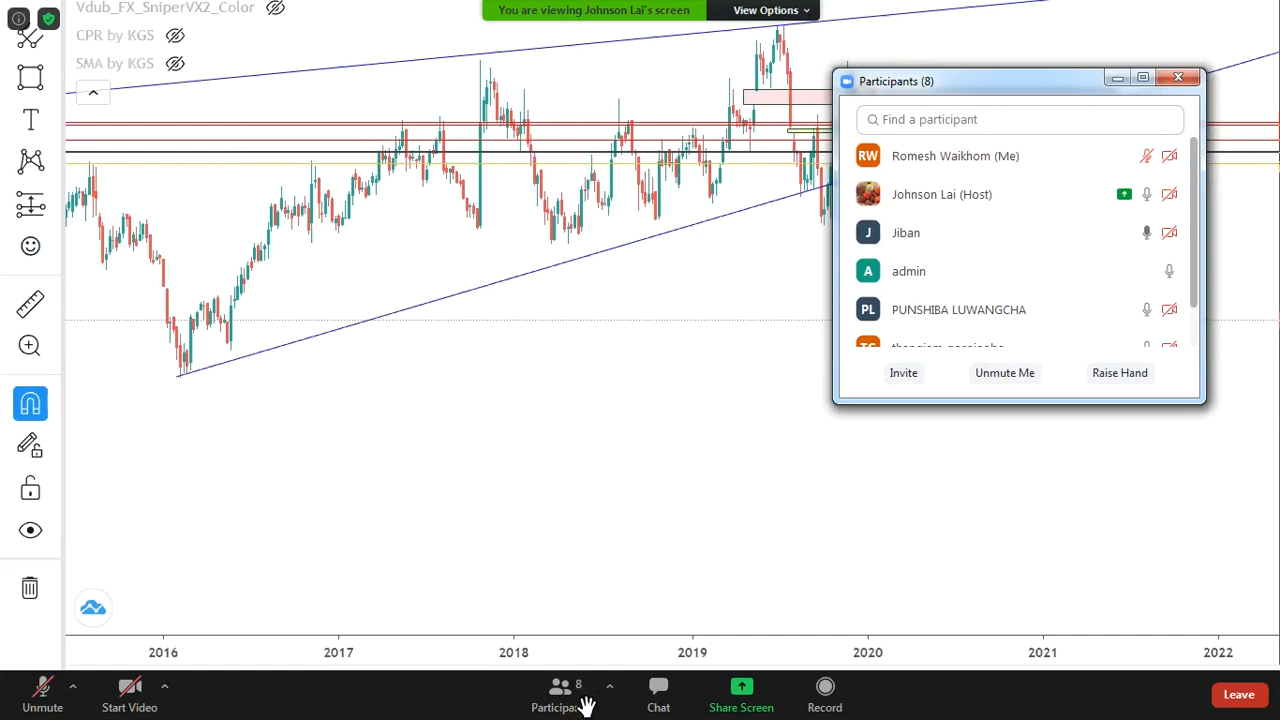 Vdub_FX_SniperVX2_Color
You are viewing Johnson Lai's screen
View Options
CPR by KGS
SMA by KGS
Participants (8)
Find a participant
RW Romesh Waikhom (Me)
Johnson Lai (Host)
J Jiban
A admin
PL PUNSHIBA LUWANGCHA
Invite
Unmute Me
Raise Hand
2016 2017 2018 2019 2020 2021 2022
8
Unmute
Start Video
Chat
Share Screen
Record
Leave